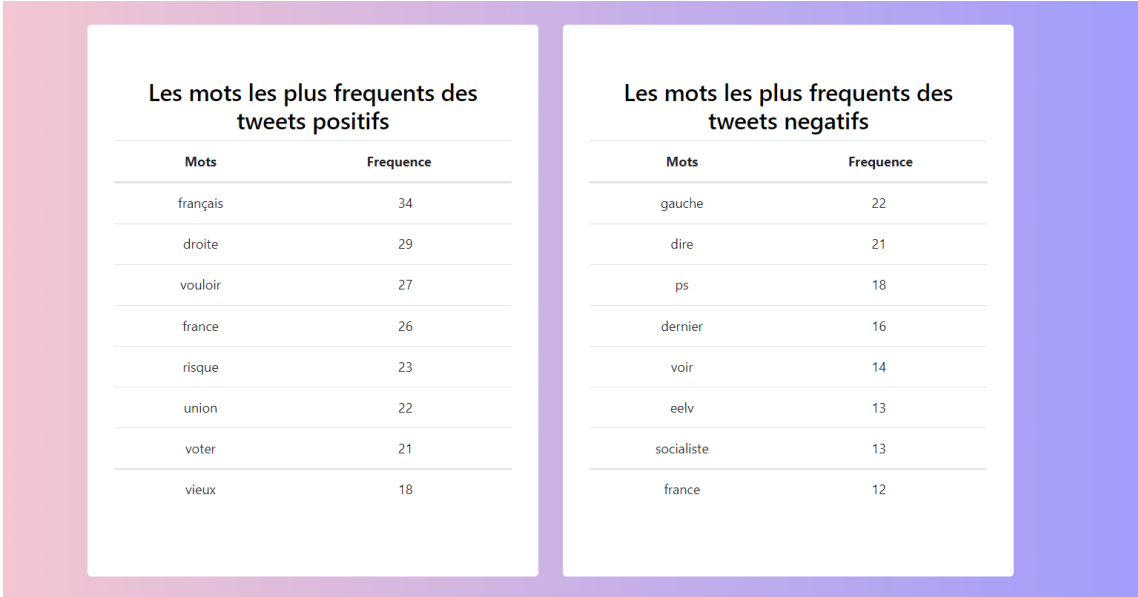 Les mots les plus frequents des
tweets positifs
Mots Frequence
français 34
droite 29
vouloir 27
france 26
risque 23
union 22
voter 21
vieux 18
Les mots les plus frequents des
tweets negatifs
Mots Frequence
gauche 22
dire 21
ps 18
dernier 16
voir 14
eelv 13
socialiste 13
france 12